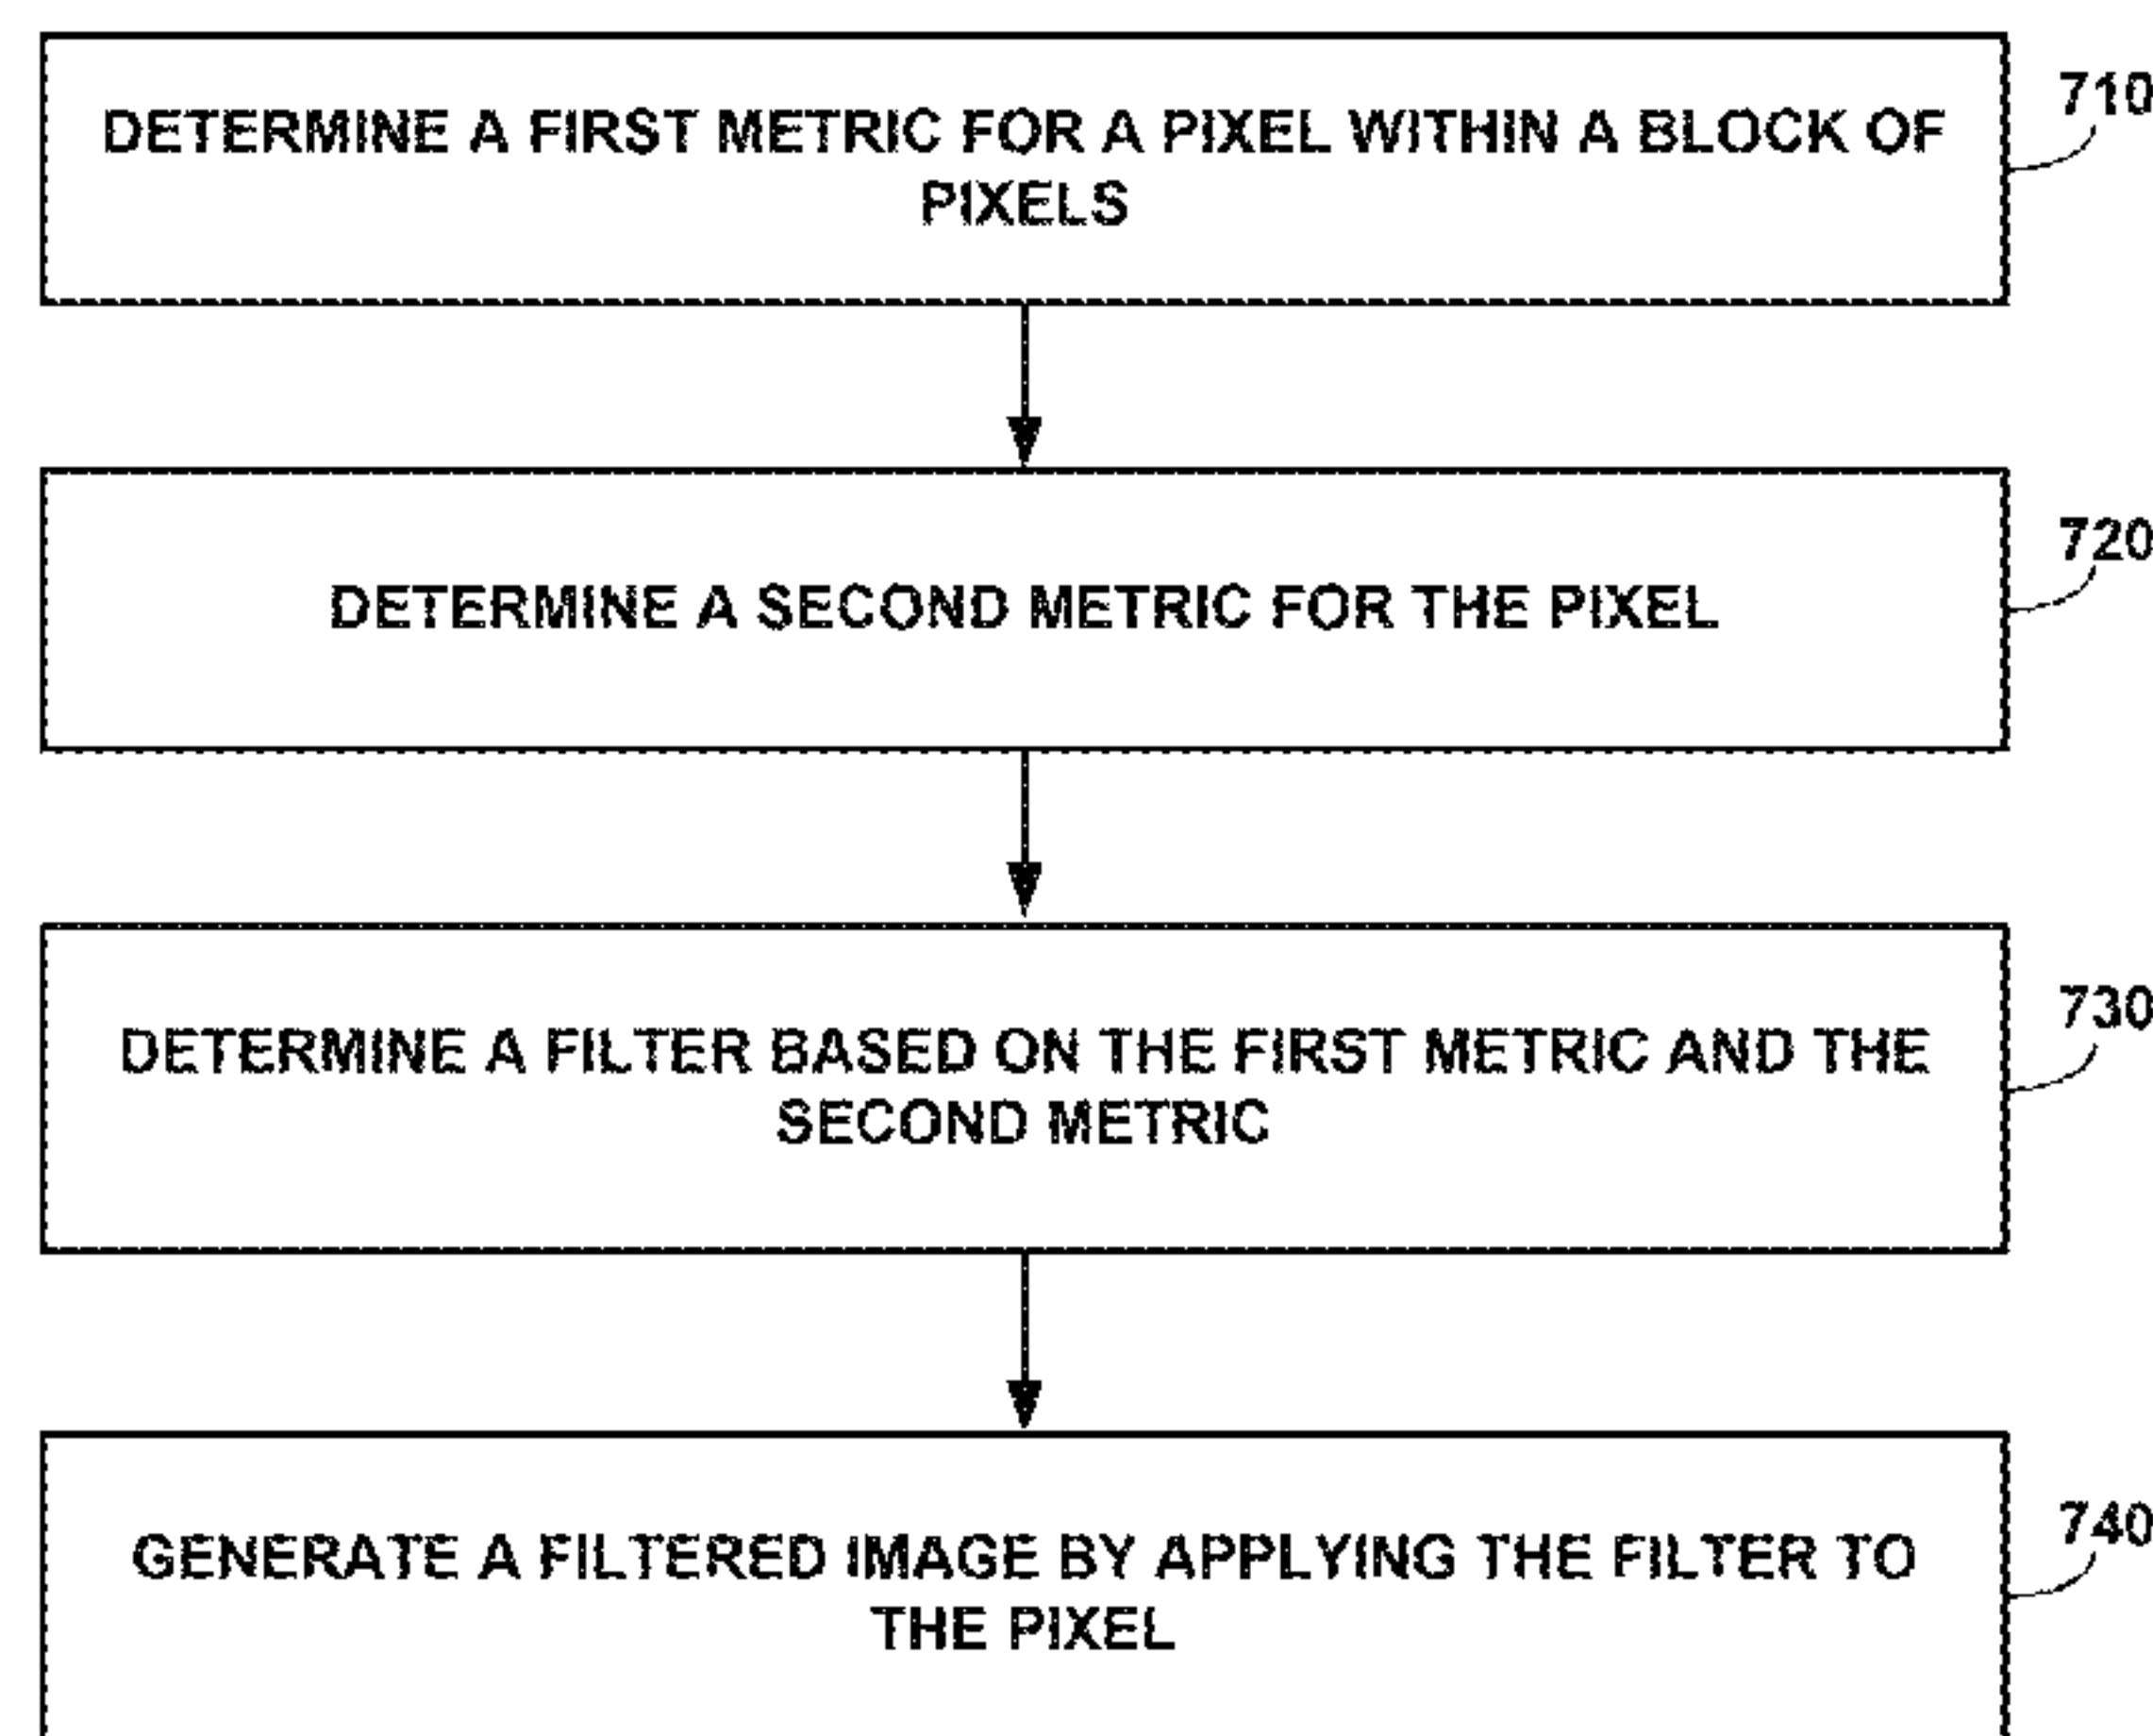 DETERMINE A FIRST METRIC FOR A PIXEL WITHIN A BLOCK OF
PIXELS
710
DETERMINE A SECOND METRIC FOR THE PIXEL
720
DETERMINE A FILTER BASED ON THE FIRST METRIC AND THE
SECOND METRIC
730
GENERATE A FILTERED IMAGE BY APPLYING THE FILTER TO
THE PIXEL
740